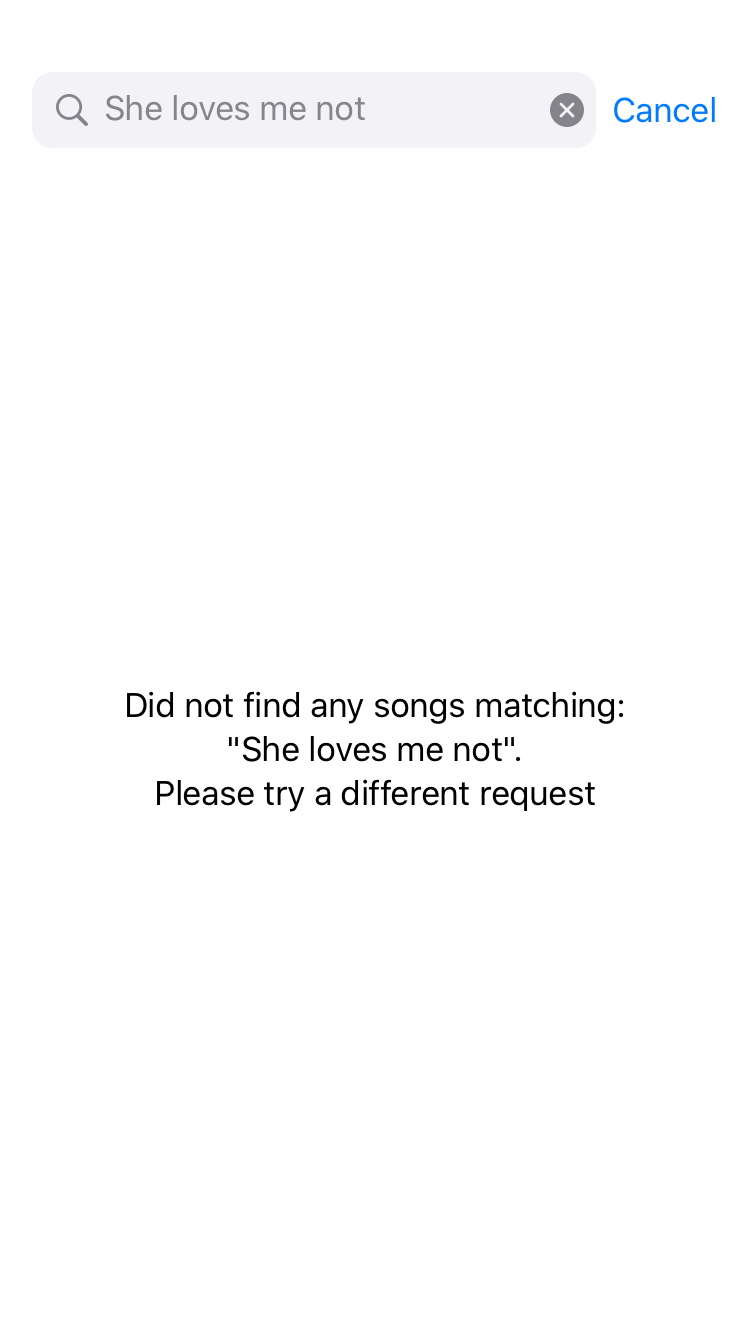 She loves me not
Cancel
Did not find any songs matching:
"She loves me not".
Please try a different request